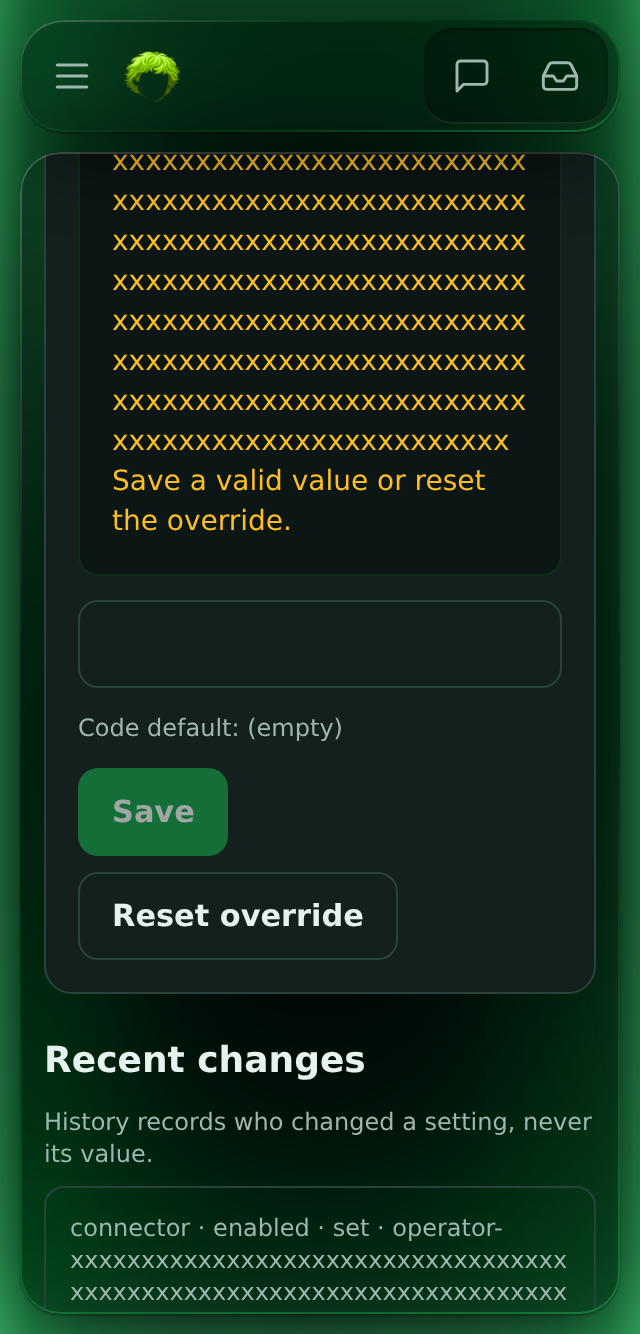 xxxxxxxxxxxxxxxxxxxxxxxxx
xxxxxxxxxxxxxxxxxxxxxxxxx
xxxxxxxxxxxxxxxxxxxxxxxxx
xxxxxxxxxxxxxxxxxxxxxxxxx
xxxxxxxxxxxxxxxxxxxxxxxxx
xxxxxxxxxxxxxxxxxxxxxxxxx
xxxxxxxxxxxxxxxxxxxxxxxxx
xxxxxxxxxxxxxxxxxxxxxxxx
Save a valid value or reset
the override.
Code default: (empty)
Save
Reset override
Recent changes
History records who changed a setting, never
its value.
connector · enabled · set · operator-
xxxxxxxxxxxxxxxxxxxxxxxxxxxxxxxxxxx
xxxxxxxxxxxxxxxxxxxxxxxxxxxxxxxxxxx